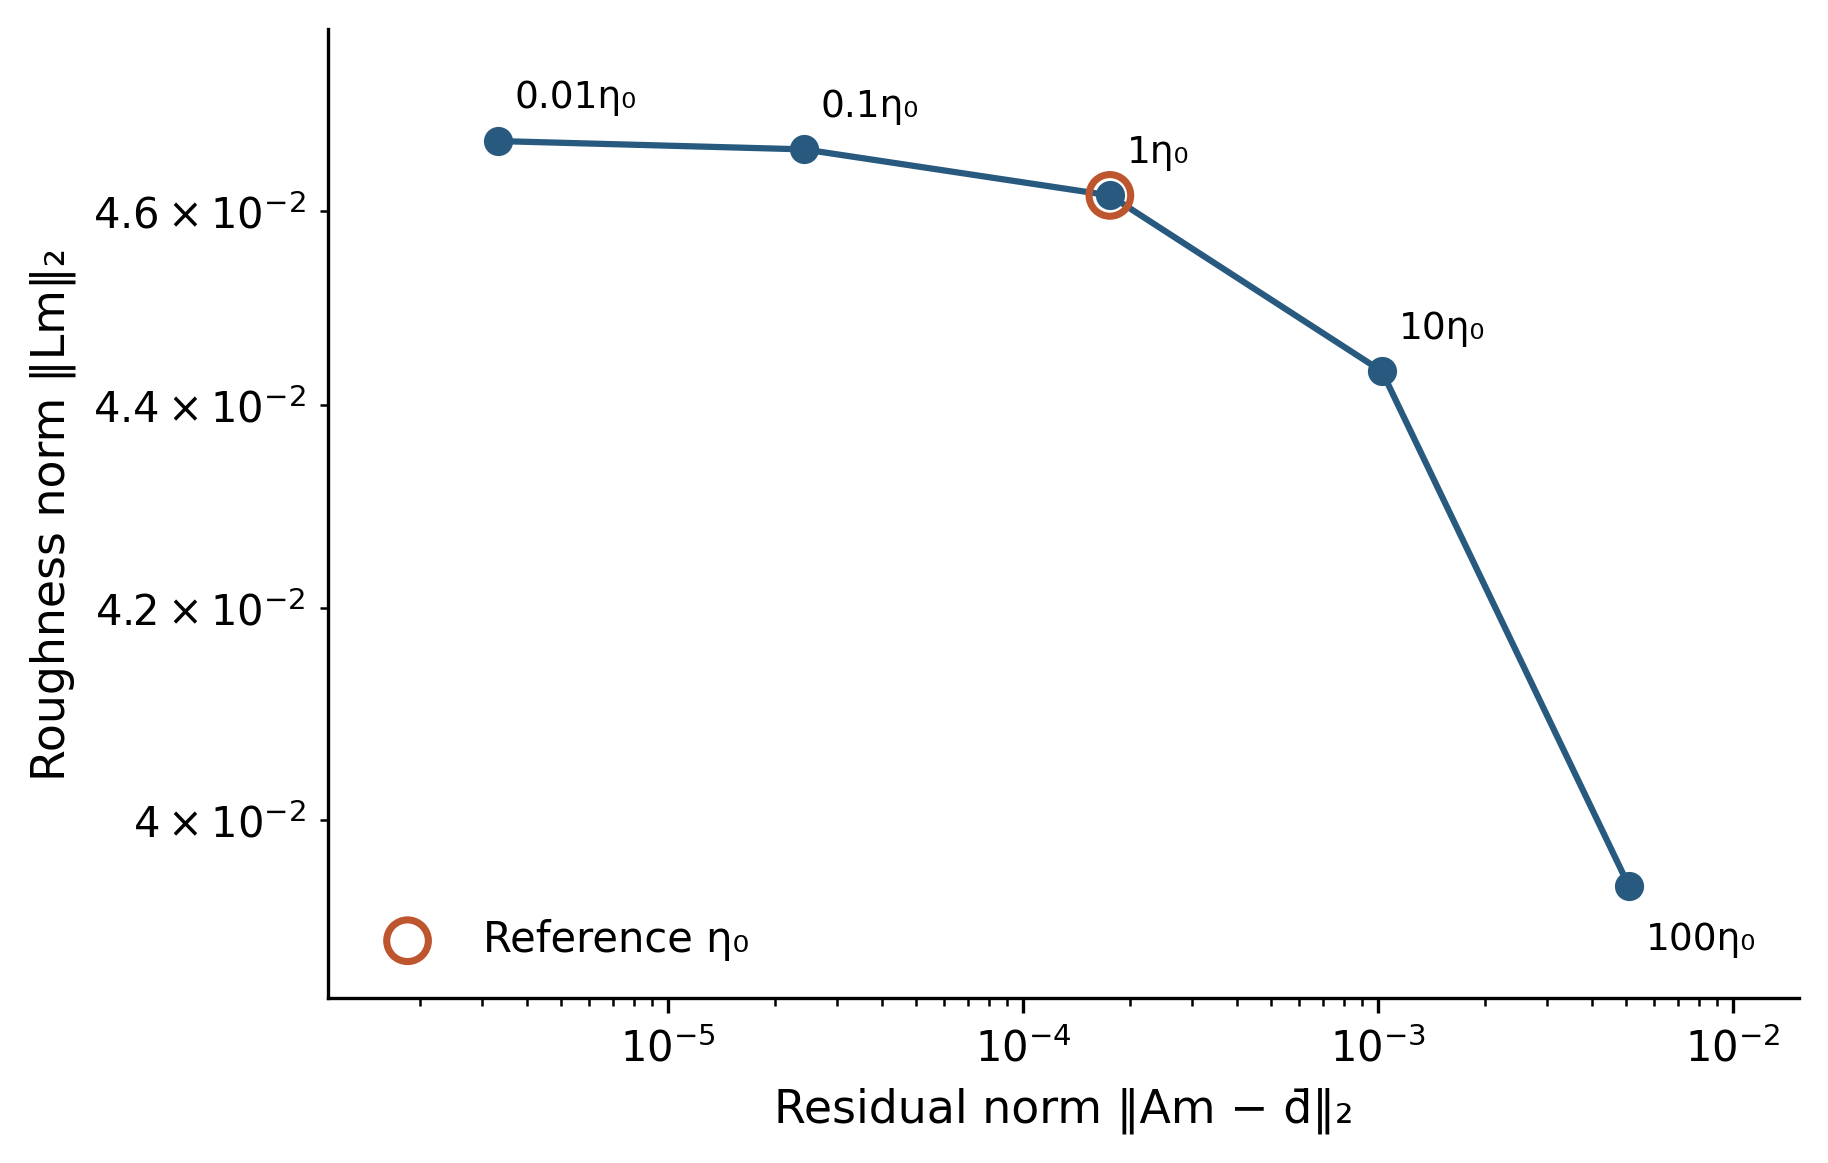 0.01η₀
0.1η₀
1η₀
10η₀
100η₀
4.6 × 10⁻²
4.4 × 10⁻²
4.2 × 10⁻²
4 × 10⁻²
Roughness norm ‖Lm‖₂
Reference η₀
10⁻⁵ 10⁻⁴ 10⁻³ 10⁻²
Residual norm ‖Am − d̄‖₂